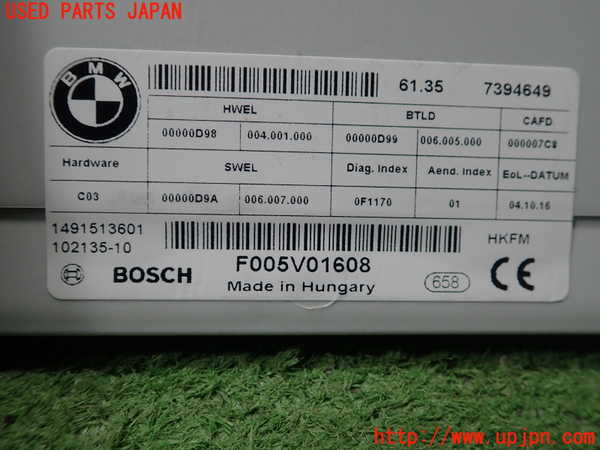 USED PARTS JAPAN
BMW
61.35 7394649
HWEL BTLD CAFD
00000D98 004.001.000 00000D99 006.005.000 000007C8
Hardware SWEL Diag. Index Aend. Index EoL--DATUM
C03 00000D9A 006.007.000 0F1170 01 04.10.16
1491513601
102135-10
HKFM
BOSCH F005V01608
Made in Hungary 658 CE
http://www.upjpn.com/